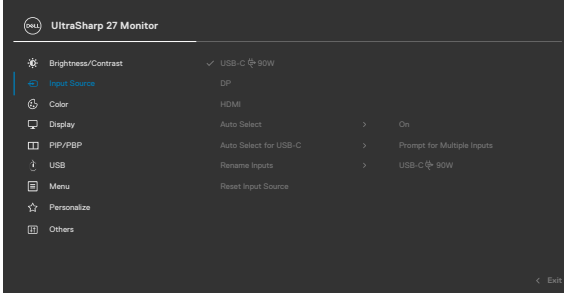 DELL UltraSharp 27 Monitor
Brightness/Contrast
Input Source
Color
Display
PIP/PBP
USB
Menu
Personalize
Others
USB-C 90W
DP
HDMI
Auto Select > On
Auto Select for USB-C > Prompt for Multiple Inputs
Rename Inputs > USB-C 90W
Reset Input Source
< Exit